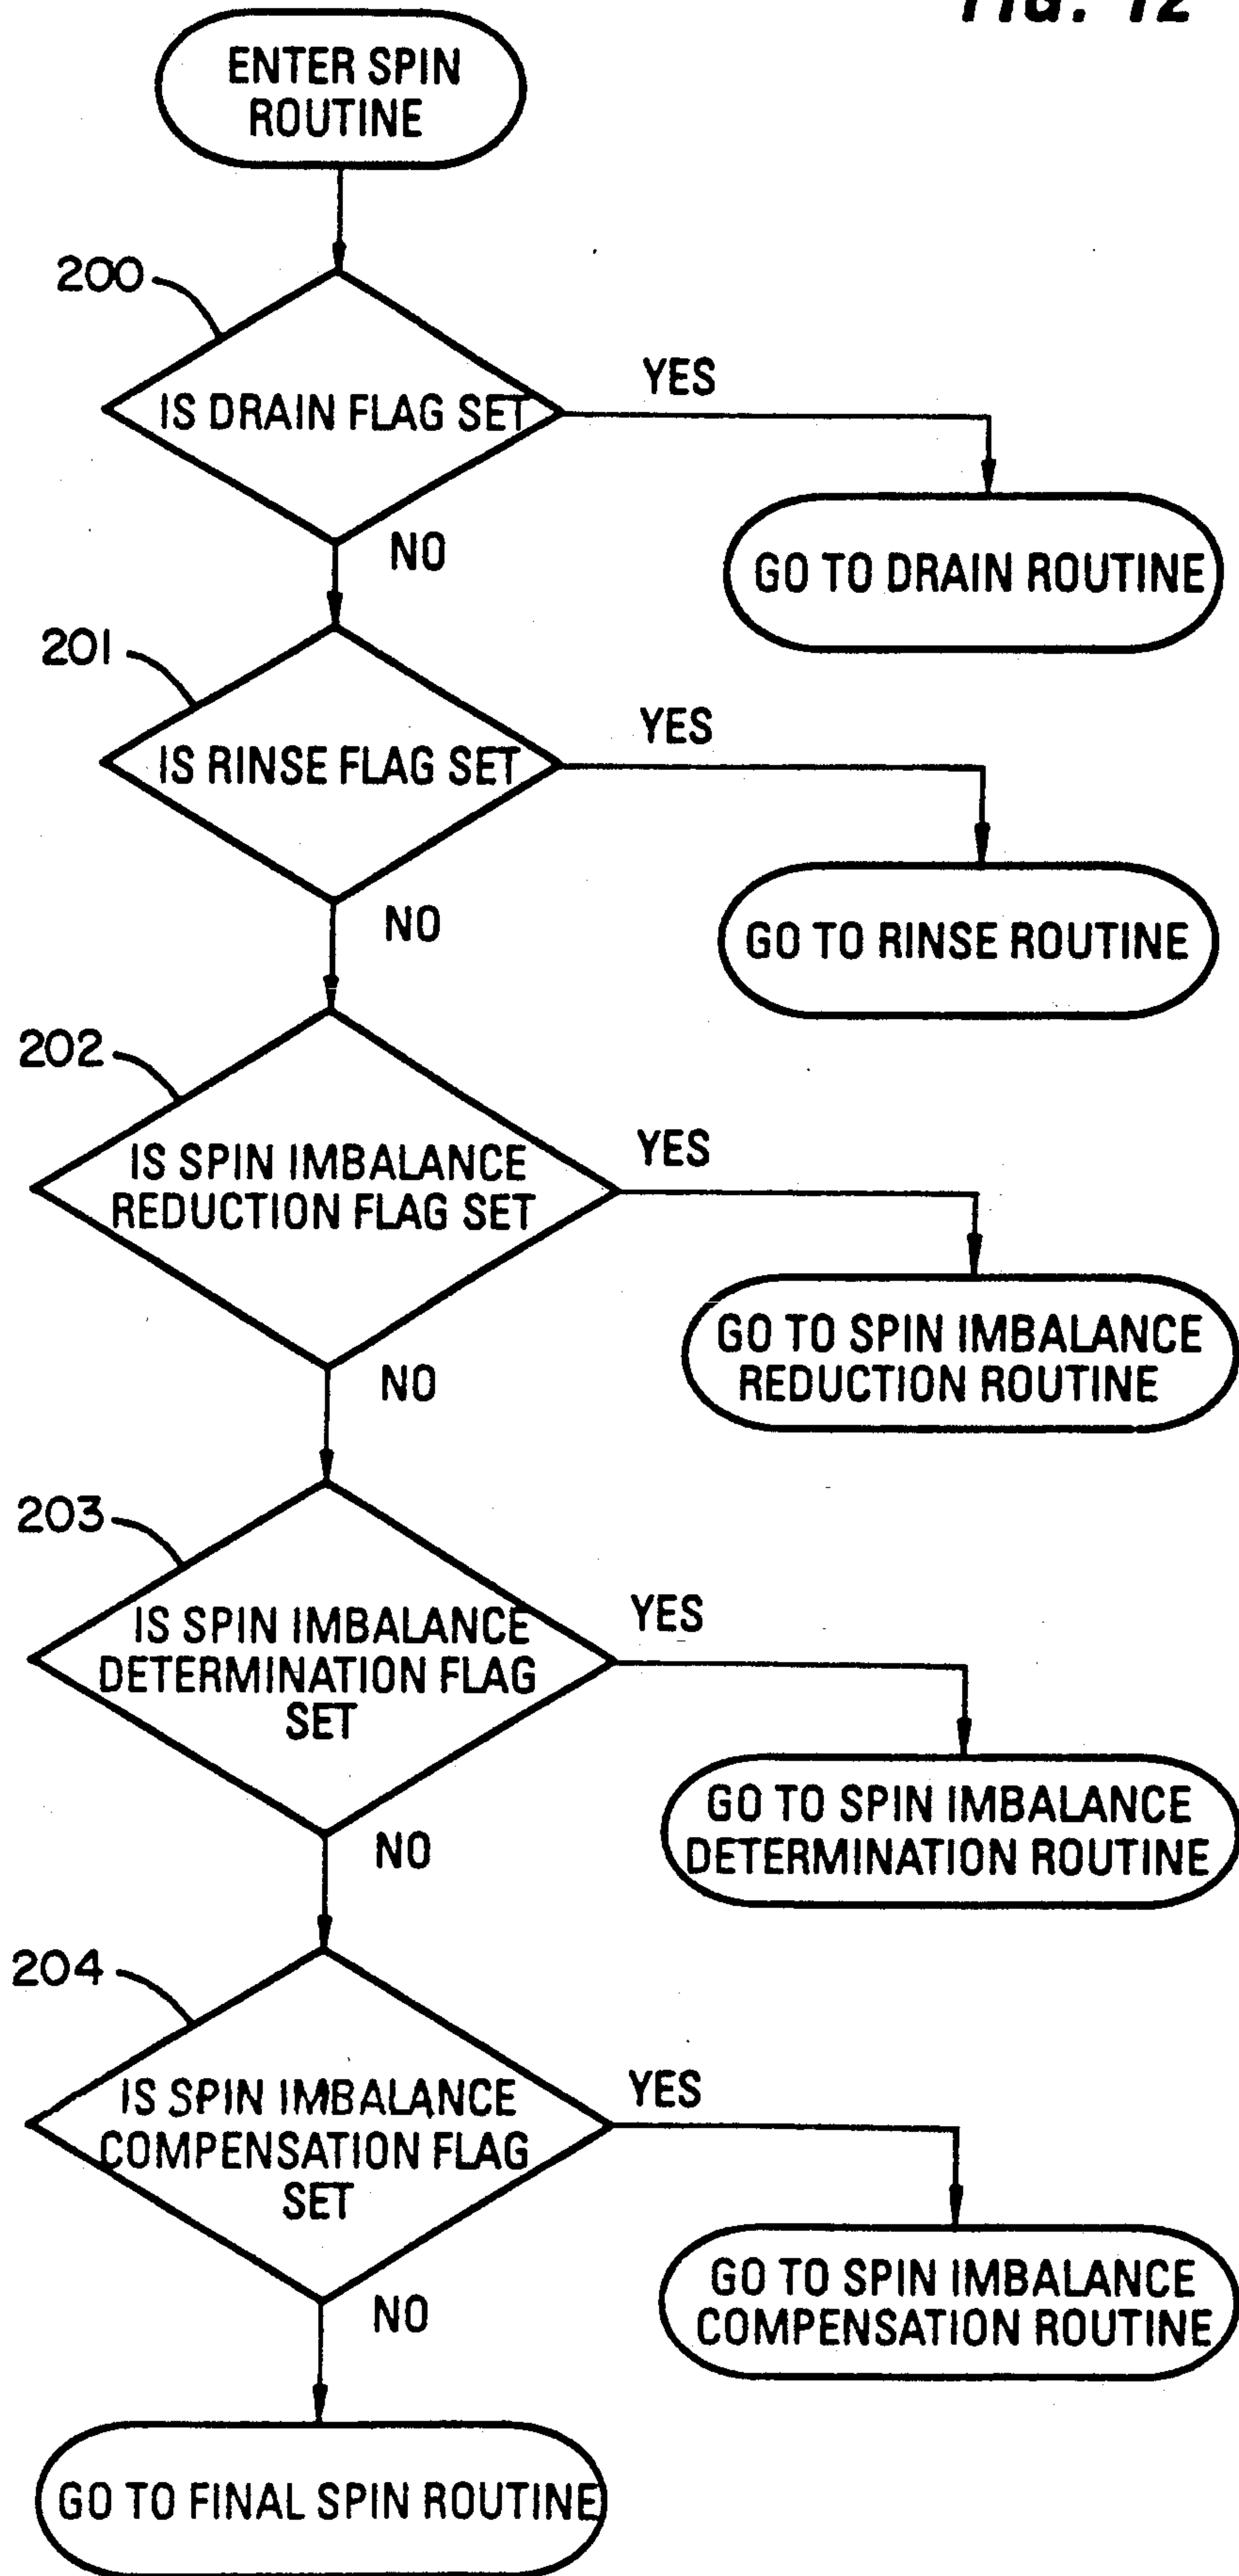 FIG. 12
ENTER SPIN
ROUTINE
200
IS DRAIN FLAG SET
YES
NO
GO TO DRAIN ROUTINE
201
IS RINSE FLAG SET
YES
NO
GO TO RINSE ROUTINE
202
IS SPIN IMBALANCE
REDUCTION FLAG SET
YES
NO
GO TO SPIN IMBALANCE
REDUCTION ROUTINE
203
IS SPIN IMBALANCE
DETERMINATION FLAG
SET
YES
NO
GO TO SPIN IMBALANCE
DETERMINATION ROUTINE
204
IS SPIN IMBALANCE
COMPENSATION FLAG
SET
YES
NO
GO TO SPIN IMBALANCE
COMPENSATION ROUTINE
GO TO FINAL SPIN ROUTINE